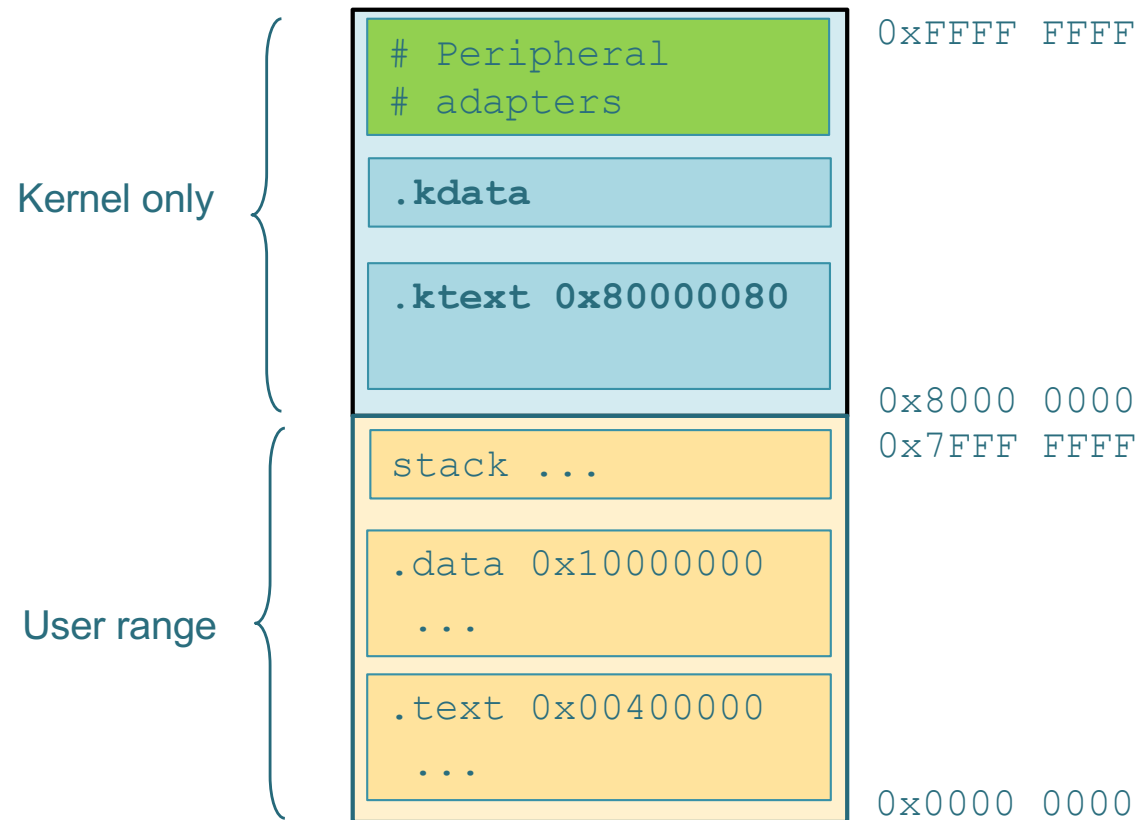 # Peripheral
# adapters
0xFFFF FFFF
Kernel only
.kdata
.ktext 0x80000080
0x8000 0000
0x7FFF FFFF
stack ...
.data 0x10000000
...
User range
.text 0x00400000
...
0x0000 0000